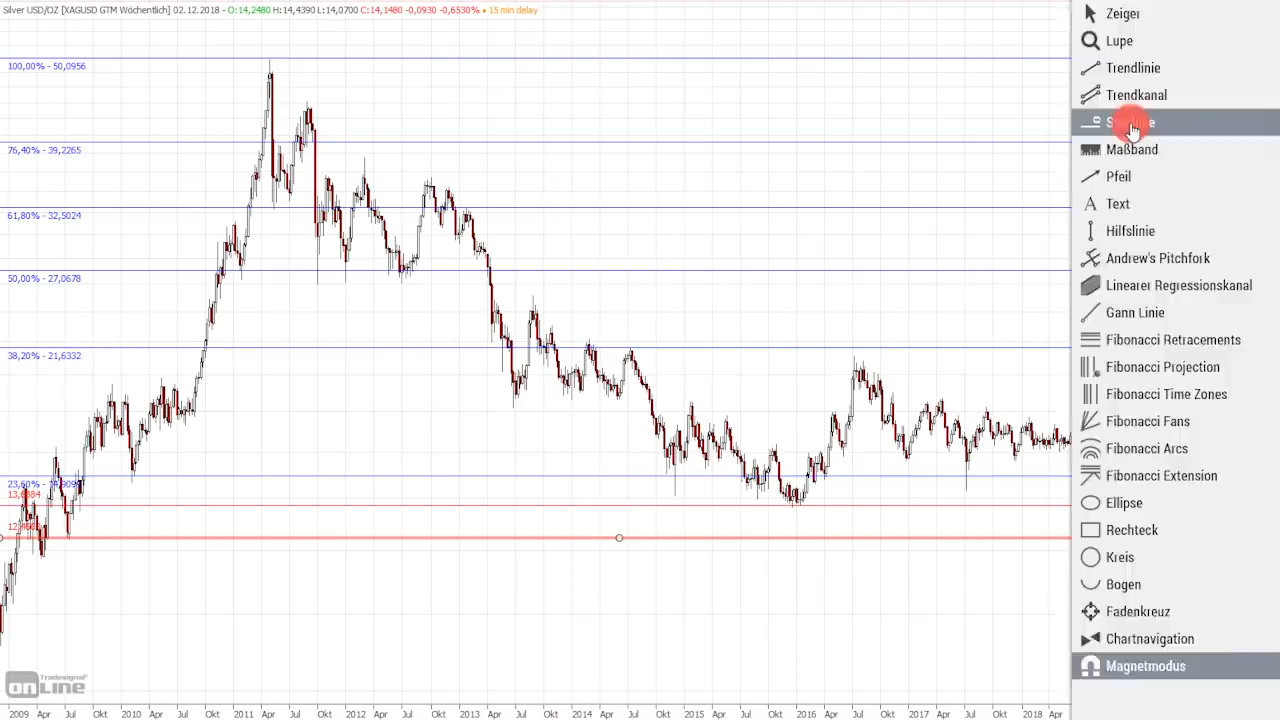 Silver USD/OZ [XAGUSD GTM Wöchentlich] 02.12.2018 - O:14,2480 H:14,4390 L:14,0700 C:14,1480 -0,0930 -0,6530% • 15 min delay
100,00% - 50,0956
76,40% - 39,2265
61,80% - 32,5024
50,00% - 27,0678
38,20% - 21,6332
23,60% -
Tradesignal
onLine
2009 Apr Jul Okt 2010 Apr Jul Okt 2011 Apr Jul Okt 2012 Apr Jul Okt 2013 Apr Jul Okt 2014 Apr Jul Okt 2015 Apr Jul Okt 2016 Apr Jul Okt 2017 Apr Jul Okt 2018 Apr
Zeiger
Lupe
Trendlinie
Trendkanal
Maßband
Pfeil
Text
Hilfslinie
Andrew's Pitchfork
Linearer Regressionskanal
Gann Linie
Fibonacci Retracements
Fibonacci Projection
Fibonacci Time Zones
Fibonacci Fans
Fibonacci Arcs
Fibonacci Extension
Ellipse
Rechteck
Kreis
Bogen
Fadenkreuz
Chartnavigation
Magnetmodus